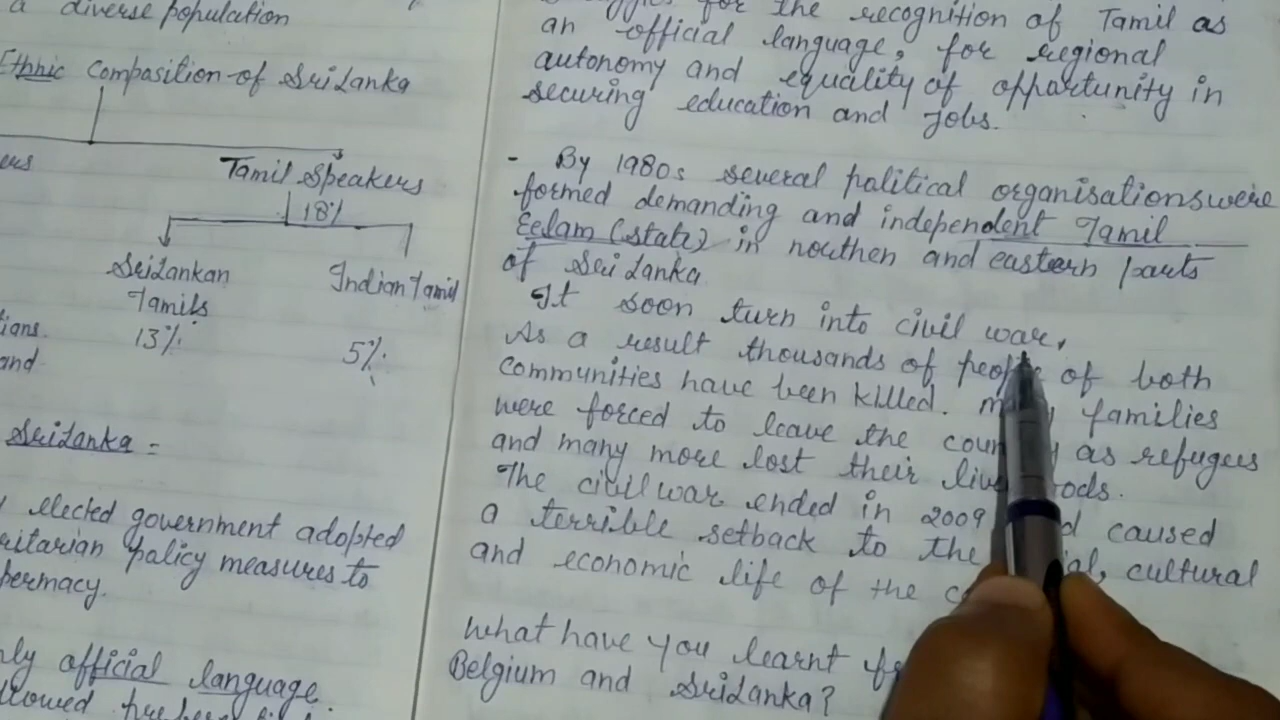 a diverse population
Ethnic Composition of SriLanka
Tamil Speakers
18%
SriLankan
Tamils
13%
Indian Tamil
5%
and
SriLanka =
elected government adopted
policy measures to
official language.
for the recognition of Tamil as
an official language, for regional
autonomy and equality of opportunity in
securing education and jobs.
- By 1980s several political organisations were
formed demanding and independent Tamil
Eelam (state) in northen and eastern parts
of Sri Lanka
It soon turn into civil war,
As a result thousands of people of both
Communities have been killed. families
were forced to leave the as refugees
and many more lost their
The civil war ended in 2009 caused
a terrible setback to the cultural
and economic life of the
What have you learnt
Belgium and SriLanka?